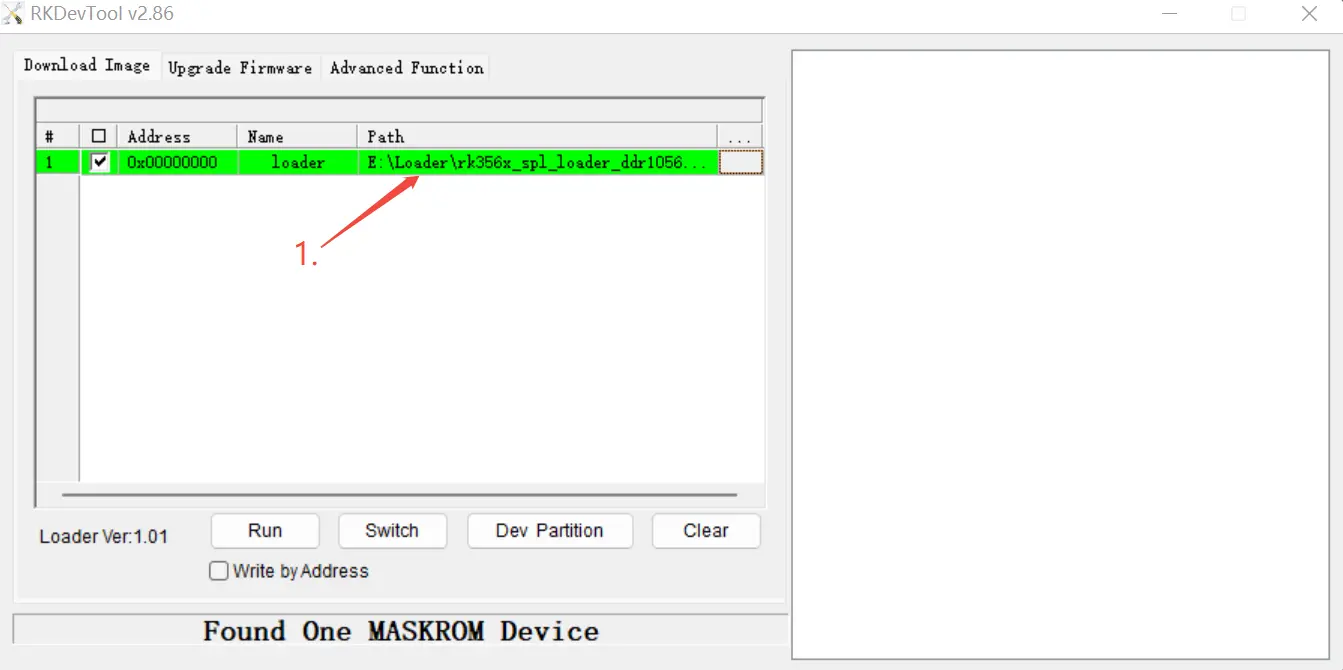 RKDevTool v2.86
Download Image Upgrade Firmware Advanced Function
# Address Name Path ...
1 0x00000000 loader E:\Loader\rk356x_spl_loader_ddr1056...
1.
Loader Ver:1.01 Run Switch Dev Partition Clear
Write by Address
Found One MASKROM Device